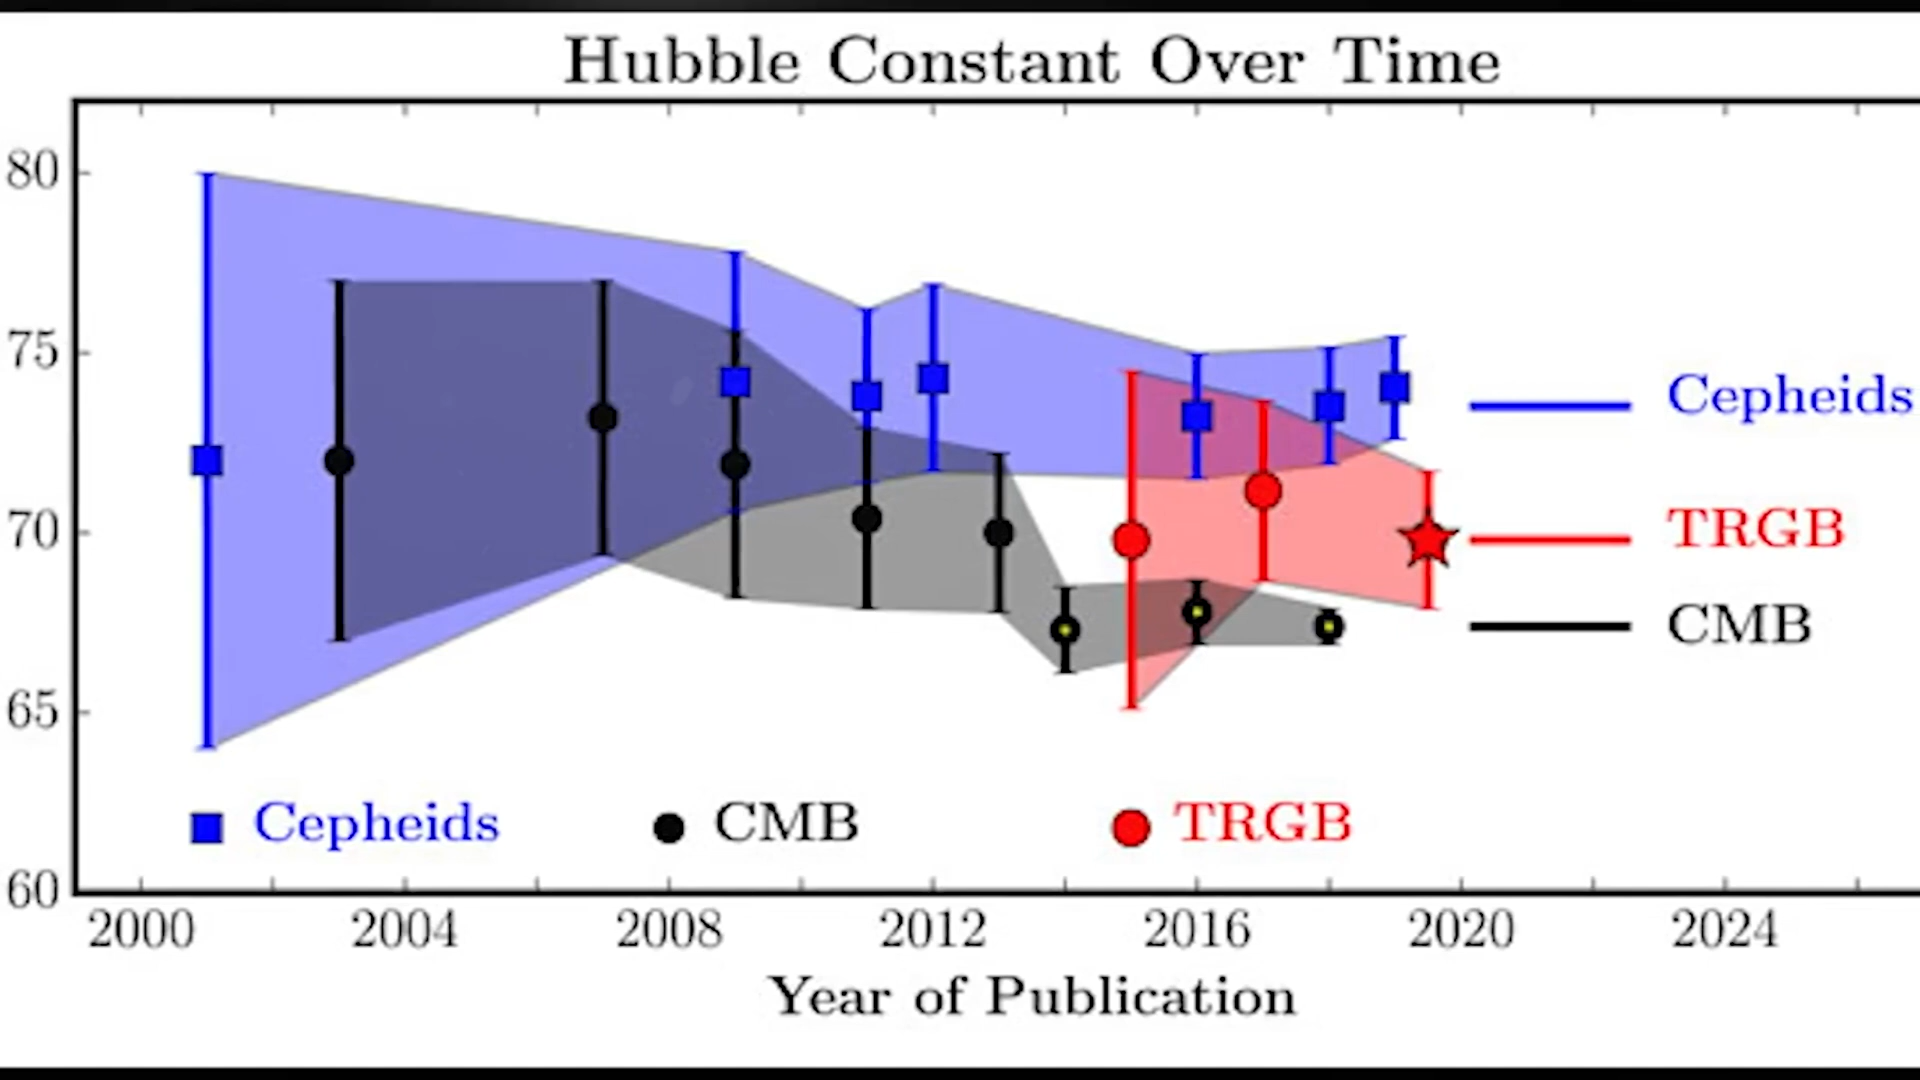 Hubble Constant Over Time
80
75
70
65
60
Cepheids
TRGB
CMB
Cepheids CMB TRGB
2000 2004 2008 2012 2016 2020 2024
Year of Publication